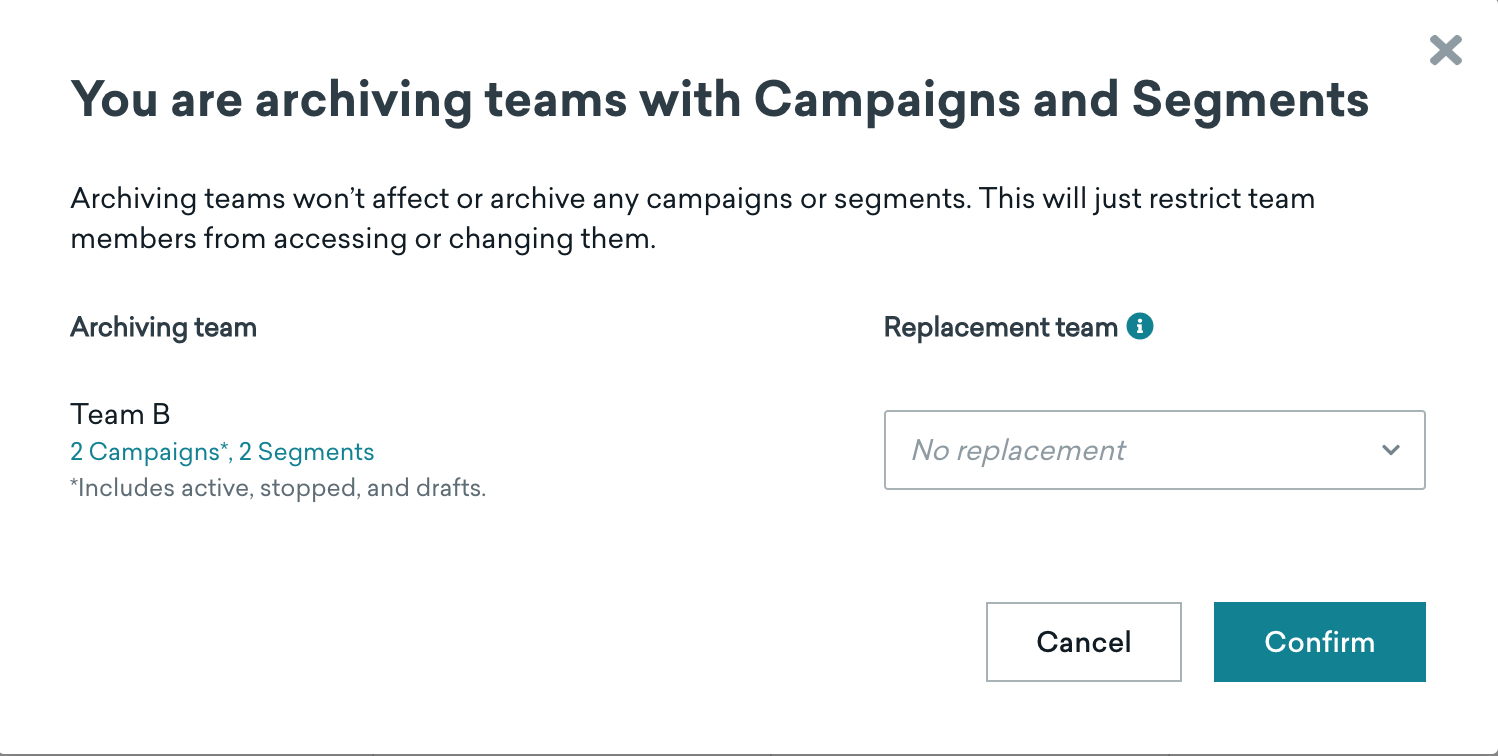 You are archiving teams with Campaigns and Segments
Archiving teams won’t affect or archive any campaigns or segments. This will just restrict team
members from accessing or changing them.
Archiving team
Replacement team
Team B
2 Campaigns*, 2 Segments
*Includes active, stopped, and drafts.
No replacement
Cancel
Confirm